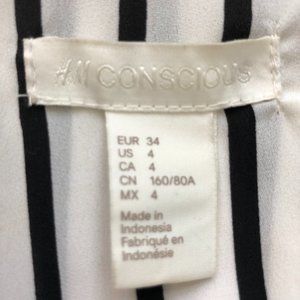 H&M CONSCIOUS
EUR 34
US 4
CA 4
CN 160/80A
MX 4
Made in
Indonesia
Fabriqué en
Indonésie